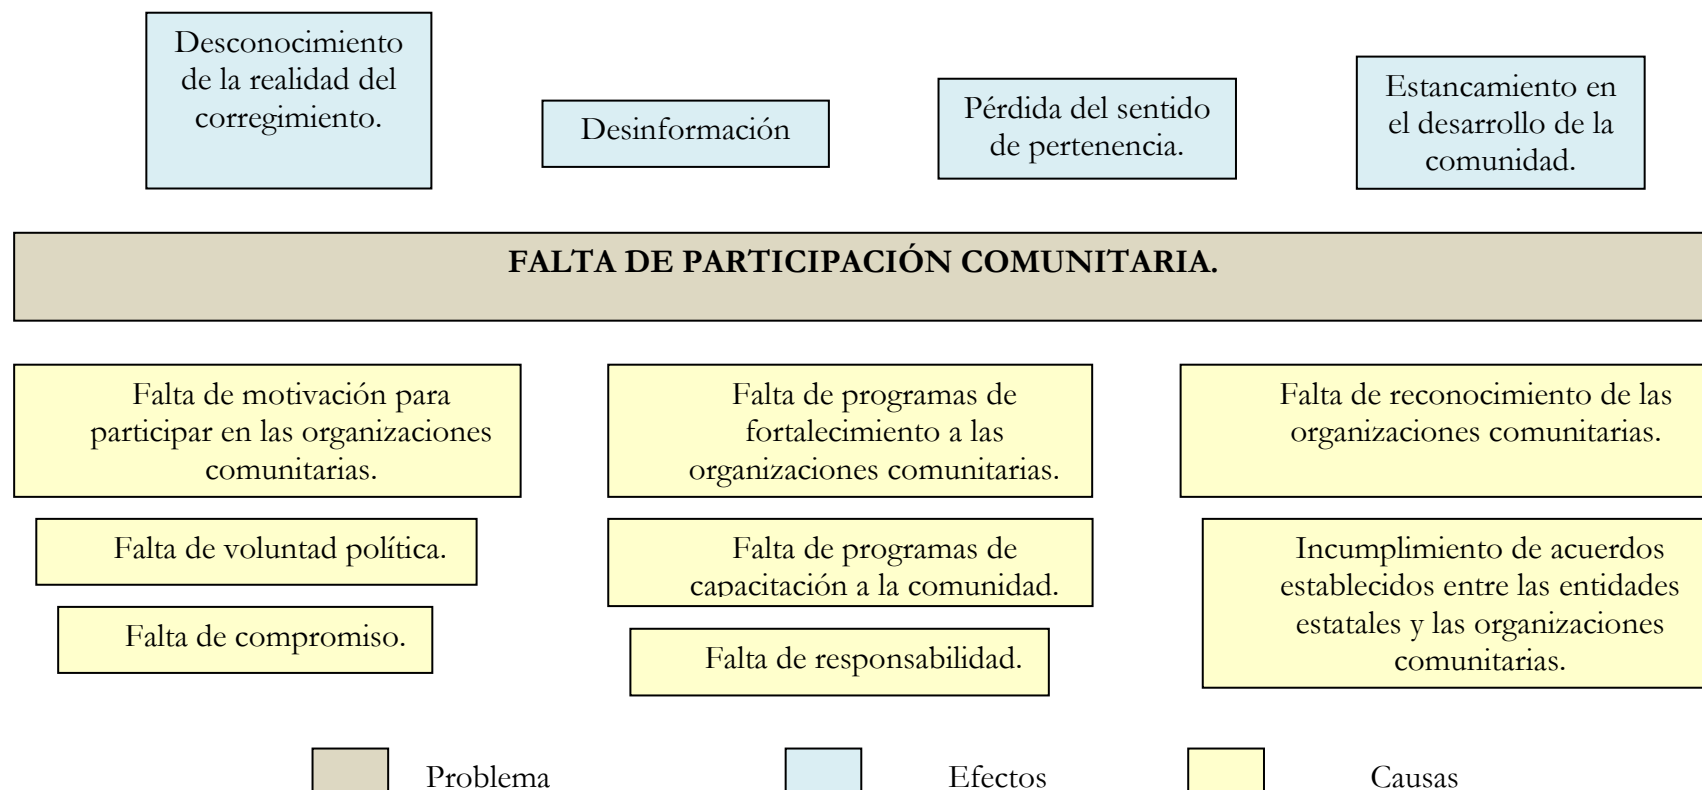 Desconocimiento
de la realidad del
corregimiento.
Desinformación
Pérdida del sentido
de pertenencia.
Estancamiento en
el desarrollo de la
comunidad.
FALTA DE PARTICIPACIÓN COMUNITARIA.
Falta de motivación para
participar en las organizaciones
comunitarias.
Falta de programas de
fortalecimiento a las
organizaciones comunitarias.
Falta de reconocimiento de las
organizaciones comunitarias.
Falta de voluntad política.
Falta de programas de
capacitación a la comunidad.
Incumplimiento de acuerdos
establecidos entre las entidades
estatales y las organizaciones
comunitarias.
Falta de compromiso.
Falta de responsabilidad.
Problema
Efectos
Causas